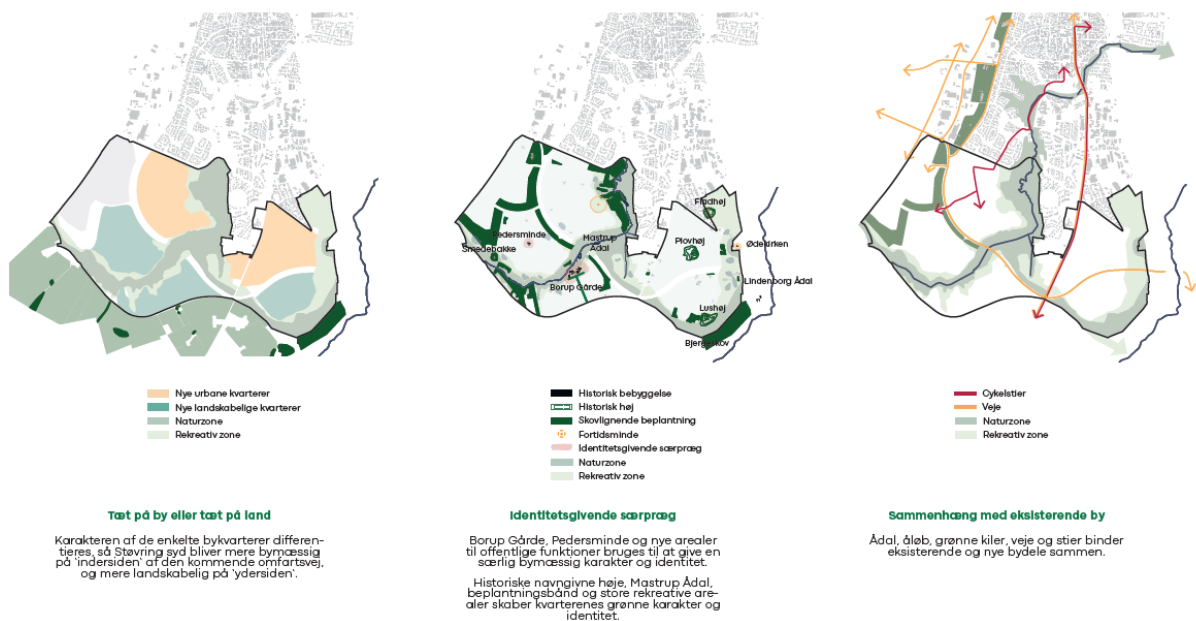 Fladhøj
Pedersminde
Mastrup
Ådal
Plovhøj
Ødekirken
Smedebakke
Borup Gårde
Lindenborg Ådal
Lushøj
Bjergeskov
Nye urbane kvarterer
Nye landskabelige kvarterer
Naturzone
Rekreativ zone
Historisk bebyggelse
Historisk høj
Skovlignende beplantning
Fortidsminde
Identitetsgivende særpræg
Naturzone
Rekreativ zone
Cykelstier
Veje
Naturzone
Rekreativ zone
Tæt på by eller tæt på land
Karakteren af de enkelte bykvarterer differen-
tieres, så Støvring syd bliver mere bymæssig
på 'indersiden' af den kommende omfartsvej,
og mere landskabelig på 'ydersiden'.
Identitetsgivende særpræg
Borup Gårde, Pedersminde og nye arealer
til offentlige funktioner bruges til at give en
særlig bymæssig karakter og identitet.
Historiske navngivne høje, Mastrup Ådal,
beplantningsbånd og store rekreative are-
aler skaber kvarterenes grønne karakter og
identitet.
Sammenhæng med eksisterende by
Ådal, åløb, grønne kiler, veje og stier binder
eksisterende og nye bydele sammen.